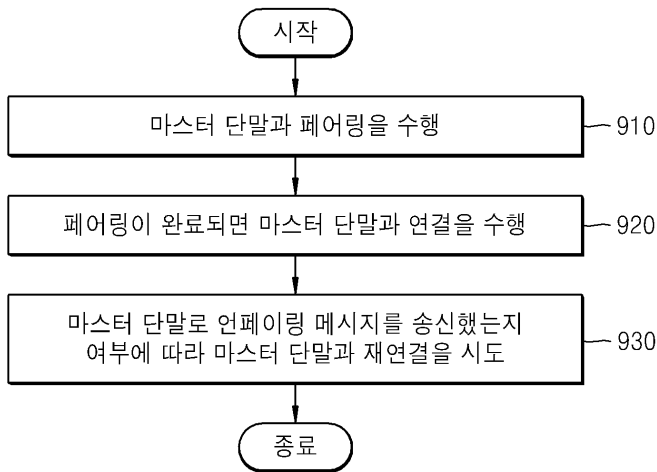 시작
마스터 단말과 페어링을 수행
910
페어링이 완료되면 마스터 단말과 연결을 수행
920
마스터 단말로 언페이링 메시지를 송신했는지
여부에 따라 마스터 단말과 재연결을 시도
930
종료